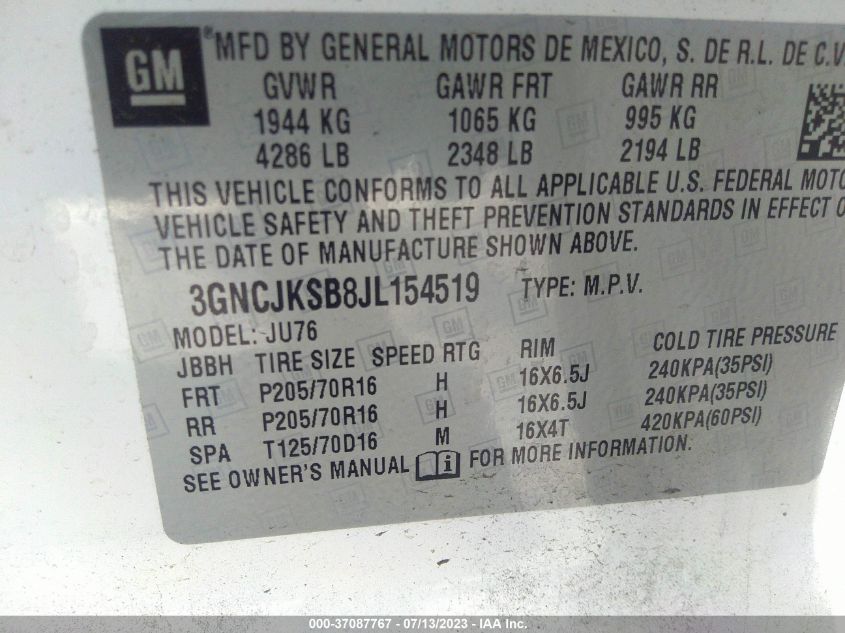 GM
®MFD BY GENERAL MOTORS DE MEXICO, S. DE R.L. DE C.V
GVWR GAWR FRT GAWR RR
1944 KG 1065 KG 995 KG
4286 LB 2348 LB 2194 LB
THIS VEHICLE CONFORMS TO ALL APPLICABLE U.S. FEDERAL MOTO
VEHICLE SAFETY AND THEFT PREVENTION STANDARDS IN EFFECT O
THE DATE OF MANUFACTURE SHOWN ABOVE.
3GNCJKSB8JL154519 TYPE: M.P.V.
MODEL: JU76
JBBH TIRE SIZE SPEED RTG RIM COLD TIRE PRESSURE
FRT P205/70R16 H 16X6.5J 240KPA(35PSI)
RR P205/70R16 H 16X6.5J 240KPA(35PSI)
SPA T125/70D16 M 16X4T 420KPA(60PSI)
SEE OWNER'S MANUAL i FOR MORE INFORMATION.
000-37087767 - 07/13/2023 - IAA Inc.